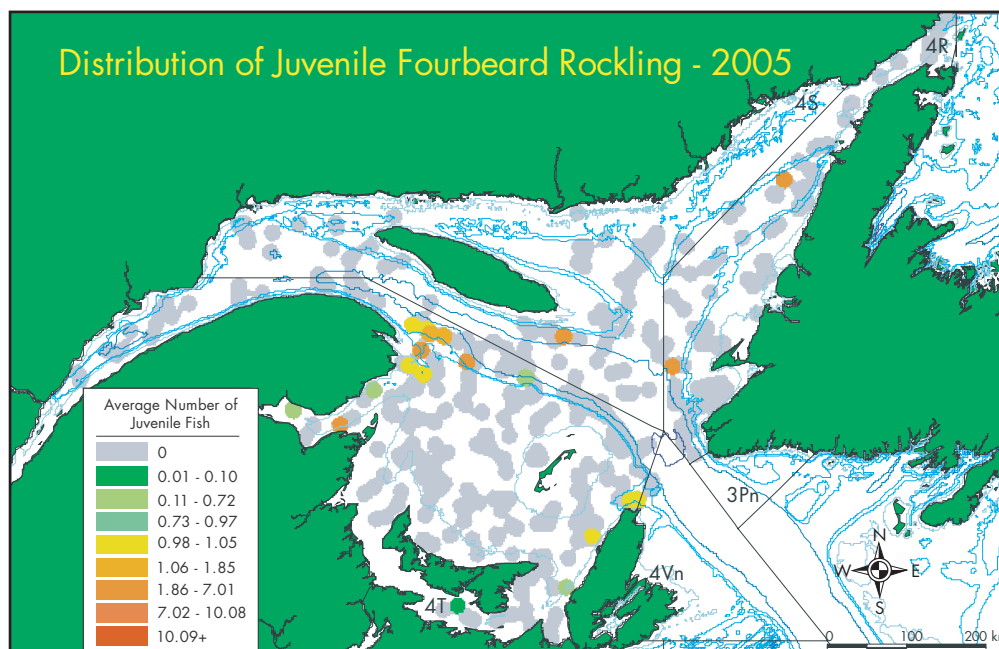 Distribution of Juvenile Fourbeard Rockling - 2005
4R
4S
3Pn
4Vn
4T
Average Number of
Juvenile Fish
0
0.01 - 0.10
0.11 - 0.72
0.73 - 0.97
0.98 - 1.05
1.06 - 1.85
1.86 - 7.01
7.02 - 10.08
10.09+
N
W
E
S
0 100 200 km